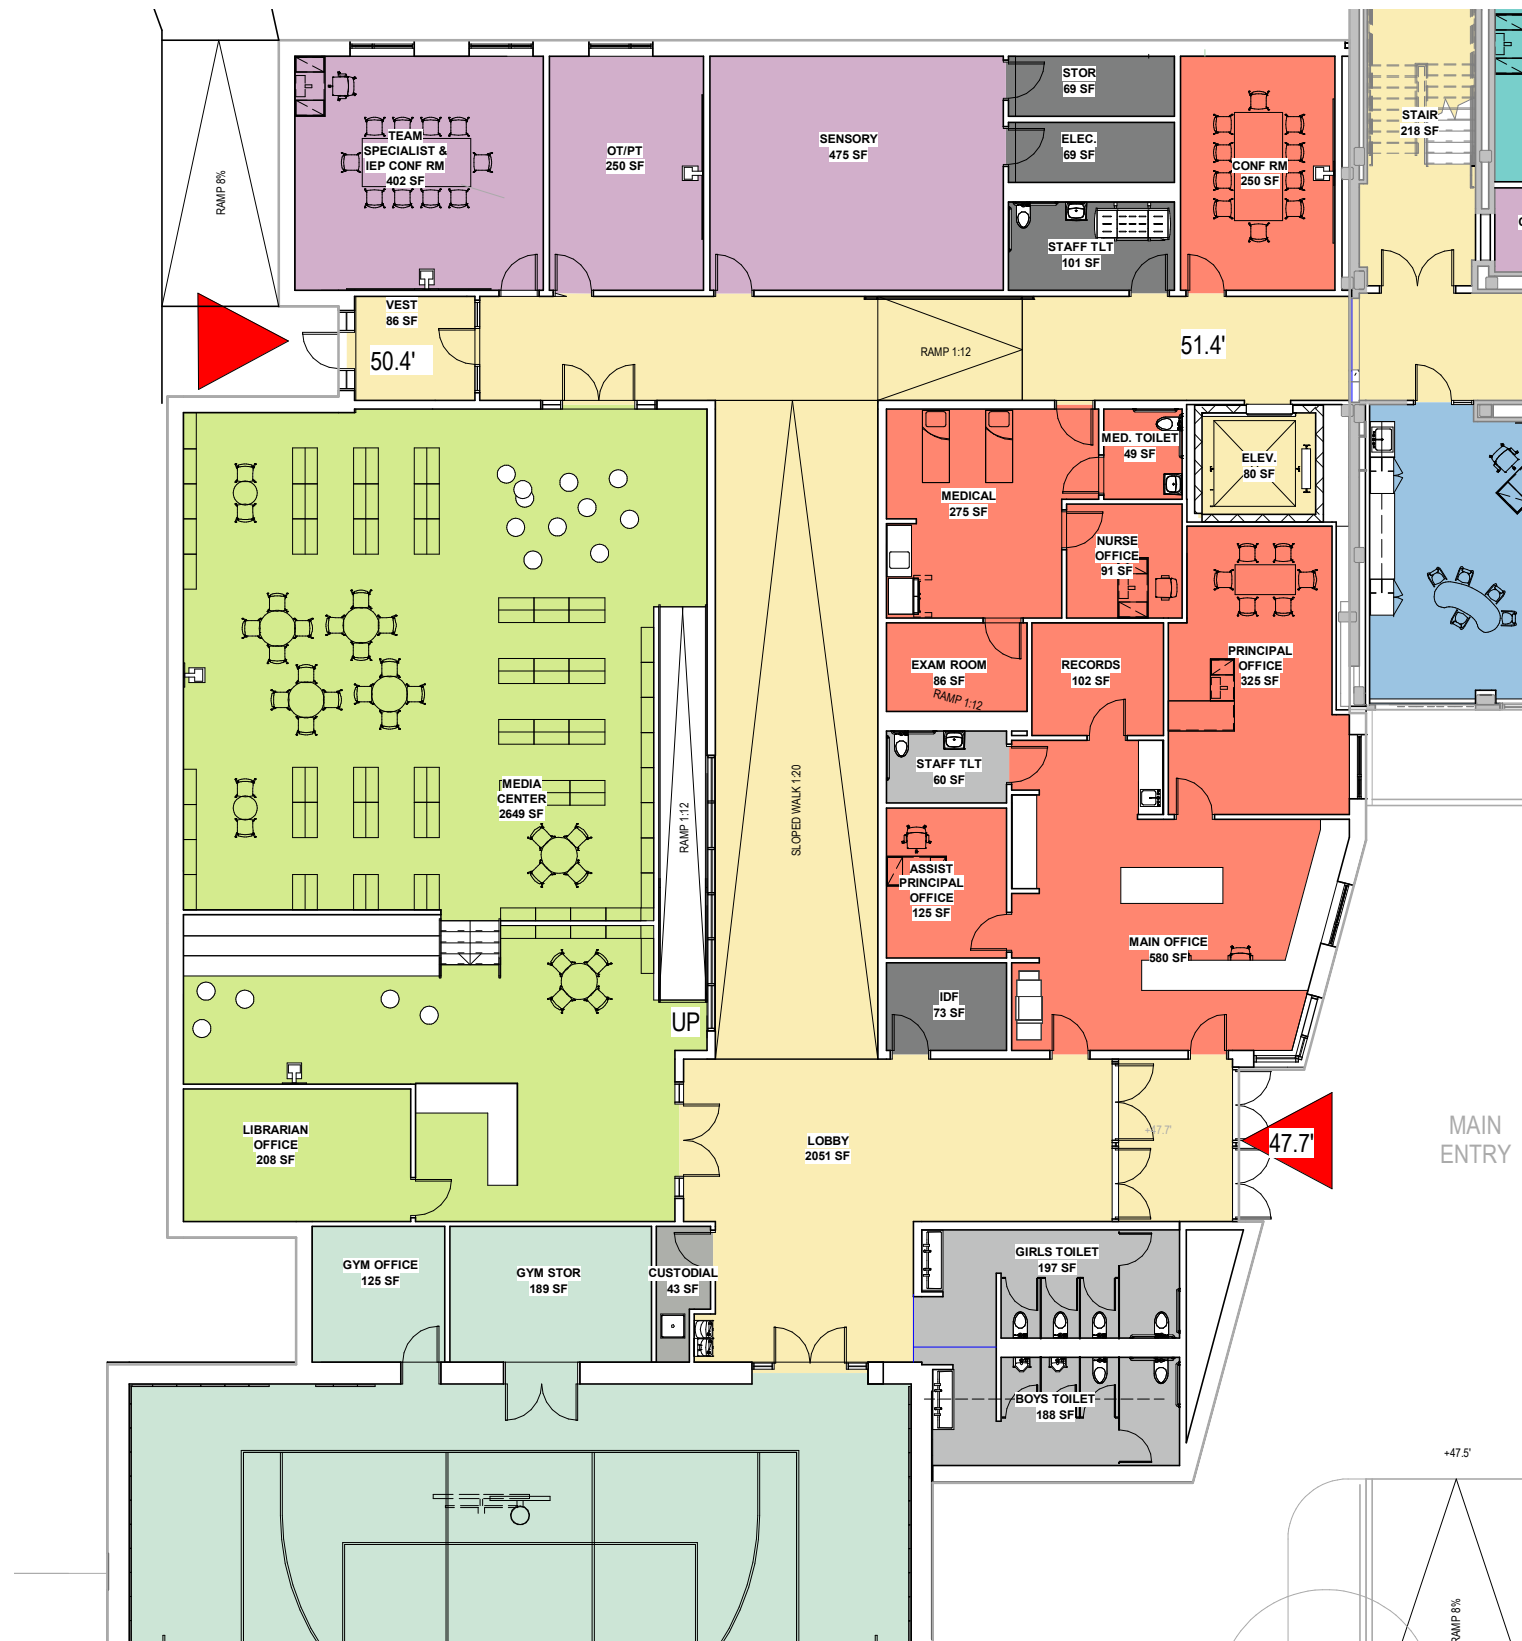 STOR
69 SF
ELEC.
69 SF
STAIR
218 SF
TEAM
SPECIALIST &
IEP CONF RM
402 SF
OT/PT
250 SF
SENSORY
475 SF
CONF RM
250 SF
RAMP 8%
STAFF TLT
101 SF
VEST
86 SF
50.4'
RAMP 1:12
51.4'
MED. TOILET
49 SF
ELEV.
80 SF
MEDICAL
275 SF
NURSE
OFFICE
91 SF
EXAM ROOM
86 SF
RAMP 1:12
RECORDS
102 SF
PRINCIPAL
OFFICE
325 SF
STAFF TLT
60 SF
MEDIA
CENTER
2649 SF
RAMP 1:12
SLOPED WALK 1:20
ASSIST
PRINCIPAL
OFFICE
125 SF
MAIN OFFICE
580 SF
IDF
73 SF
UP
LIBRARIAN
OFFICE
208 SF
LOBBY
2051 SF
+47.7'
47.7'
MAIN
ENTRY
GYM OFFICE
125 SF
GYM STOR
189 SF
CUSTODIAL
43 SF
GIRLS TOILET
197 SF
BOYS TOILET
188 SF
+47.5'
RAMP 8%